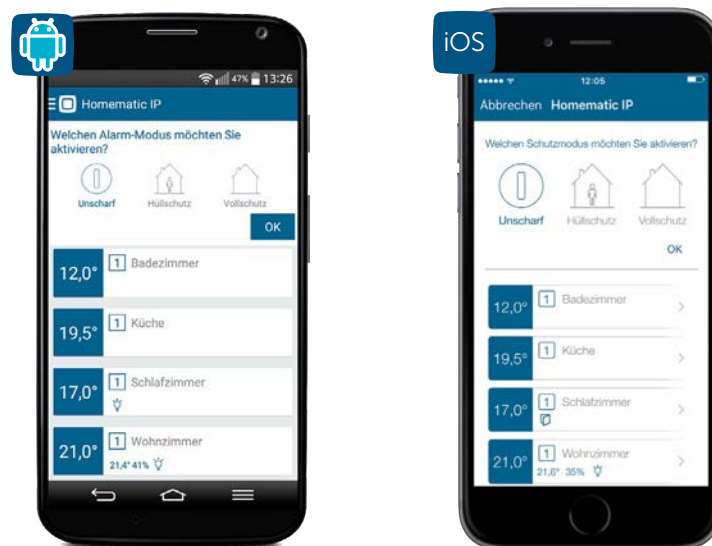 47% 13:26
Homematic IP
Welchen Alarm-Modus möchten Sie
aktivieren?
Unscharf Hüllschutz Vollschutz
OK
12,0° 1 Badezimmer
19,5° 1 Küche
17,0° 1 Schlafzimmer
21,0° 1 Wohnzimmer
21,4° 41%
iOS
12:05
Abbrechen Homematic IP
Welchen Schutzmodus möchten Sie aktivieren?
Unscharf Hüllschutz Vollschutz
OK
12,0° 1 Badezimmer
19,5° 1 Küche
17,0° 1 Schlafzimmer
21,0° 1 Wohnzimmer
21,6° 35%